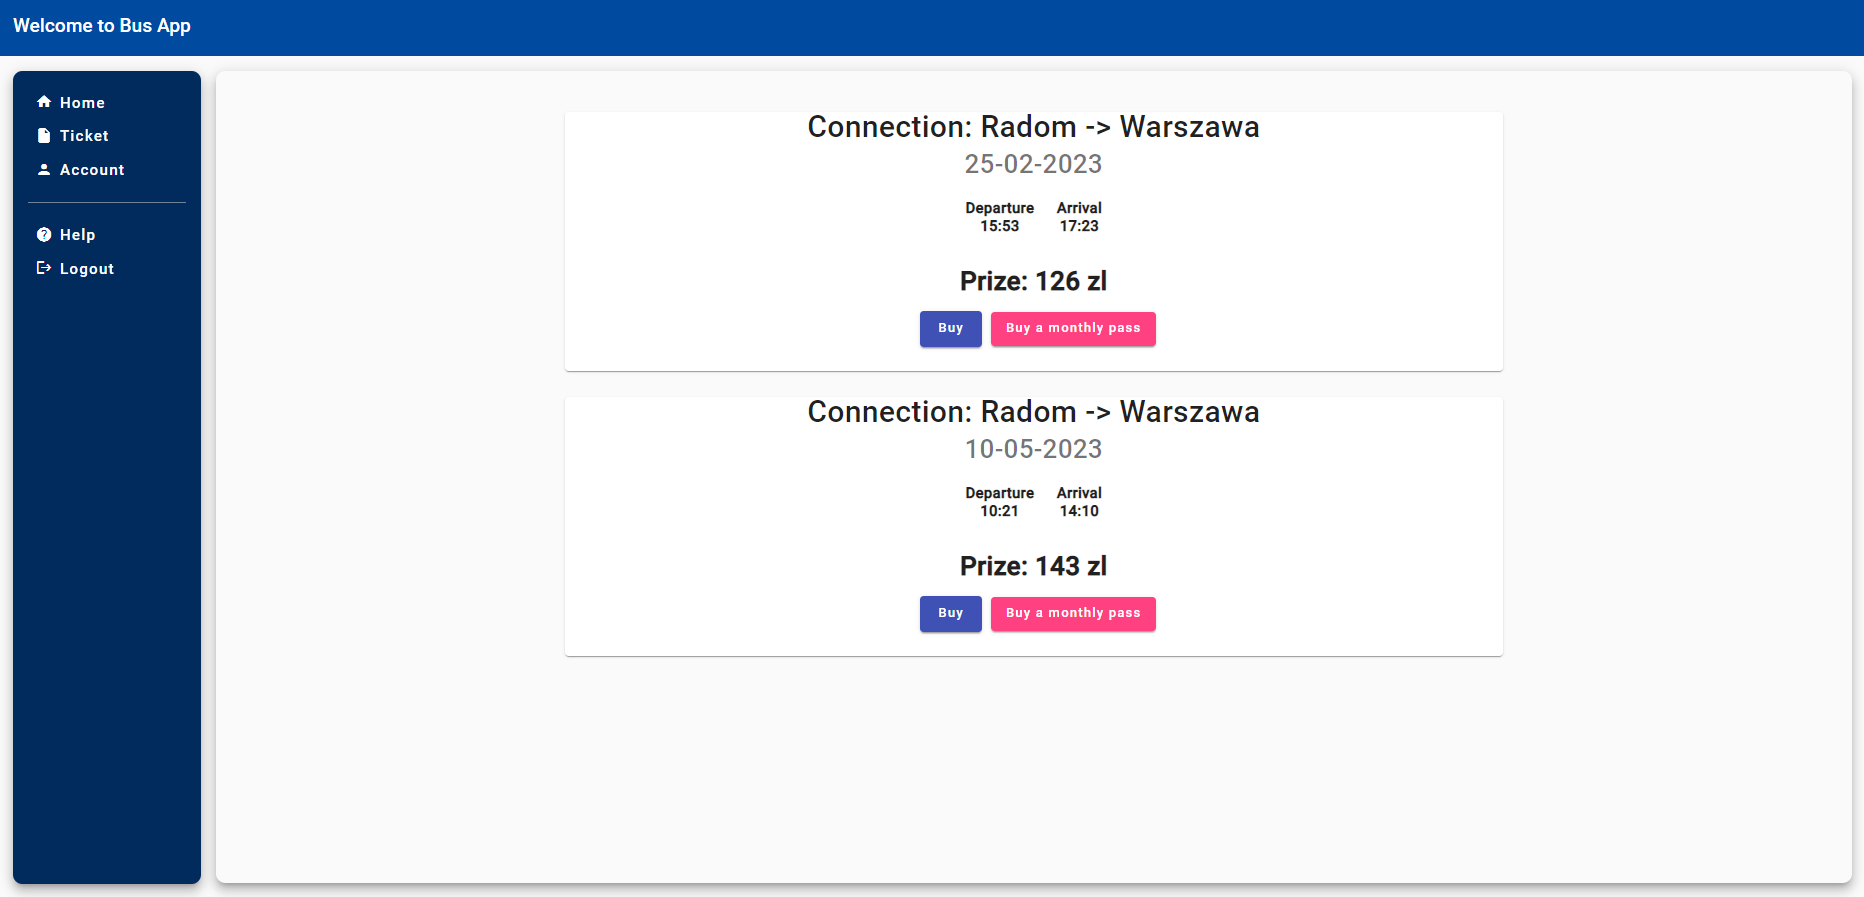 Welcome to Bus App
Home
Ticket
Account
Help
Logout
Connection: Radom -> Warszawa
25-02-2023
Departure Arrival
15:53 17:23
Prize: 126 zl
Buy Buy a monthly pass
Connection: Radom -> Warszawa
10-05-2023
Departure Arrival
10:21 14:10
Prize: 143 zl
Buy Buy a monthly pass